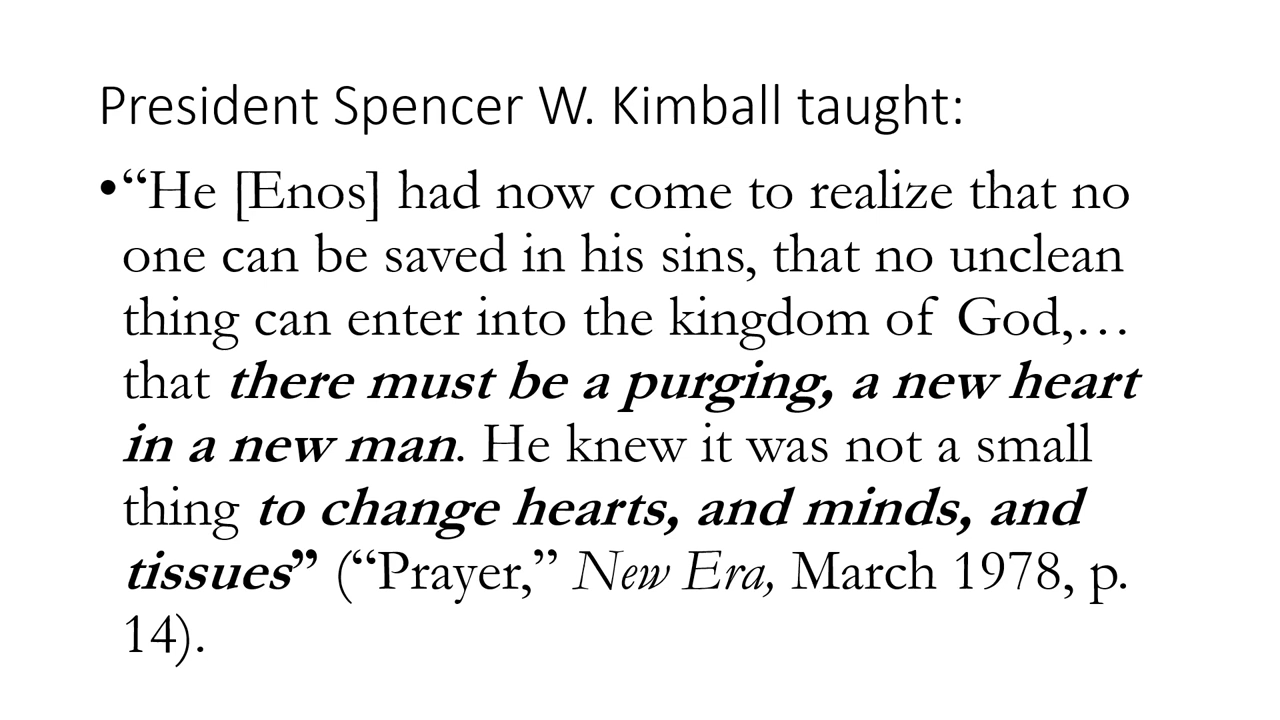 President Spencer W. Kimball taught:
•“He [Enos] had now come to realize that no
one can be saved in his sins, that no unclean
thing can enter into the kingdom of God,…
that there must be a purging, a new heart
in a new man. He knew it was not a small
thing to change hearts, and minds, and
tissues” (“Prayer,” New Era, March 1978, p.
14).